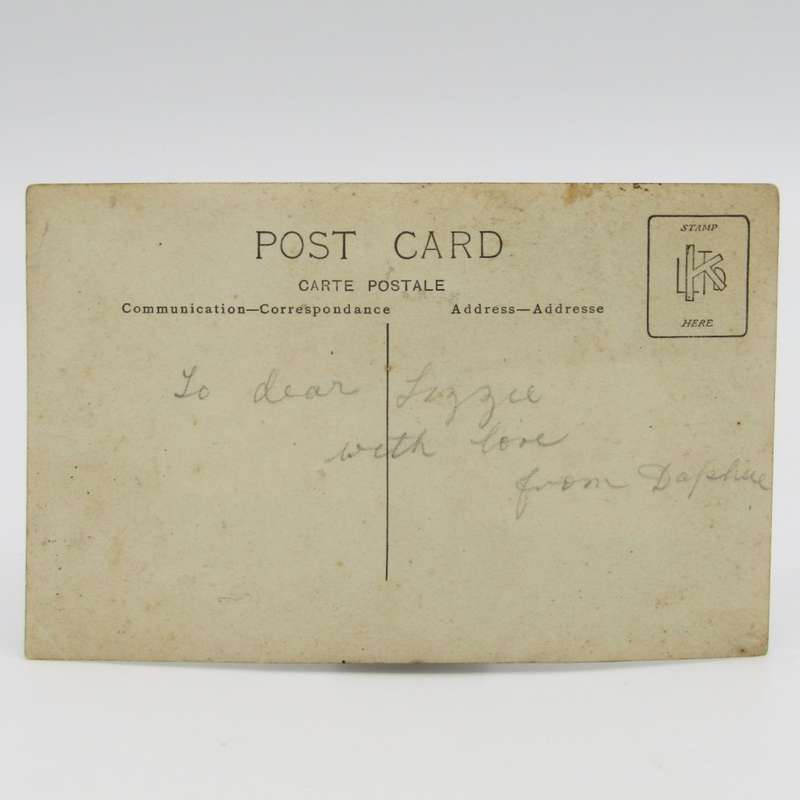 POST CARD
CARTE POSTALE
Communication—Correspondance
Address—Addresse
STAMP
HERE
To dear Lizzie
with love
from Daphne